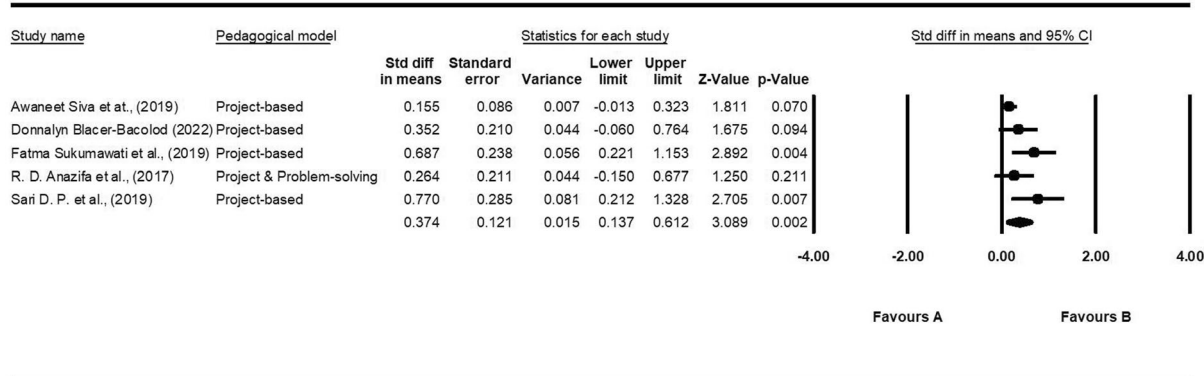 Study name Pedagogical model Statistics for each study Std diff in means and 95% CI
Std diff in means Standard error Variance Lower limit Upper limit Z-Value p-Value
Awaneet Siva et at., (2019) Project-based 0.155 0.086 0.007 -0.013 0.323 1.811 0.070
Donnalyn Blacer-Bacolod (2022) Project-based 0.352 0.210 0.044 -0.060 0.764 1.675 0.094
Fatma Sukumawati et al., (2019) Project-based 0.687 0.238 0.056 0.221 1.153 2.892 0.004
R. D. Anazifa et al., (2017) Project & Problem-solving 0.264 0.211 0.044 -0.150 0.677 1.250 0.211
Sari D. P. et al., (2019) Project-based 0.770 0.285 0.081 0.212 1.328 2.705 0.007
0.374 0.121 0.015 0.137 0.612 3.089 0.002
-4.00 -2.00 0.00 2.00 4.00
Favours A Favours B